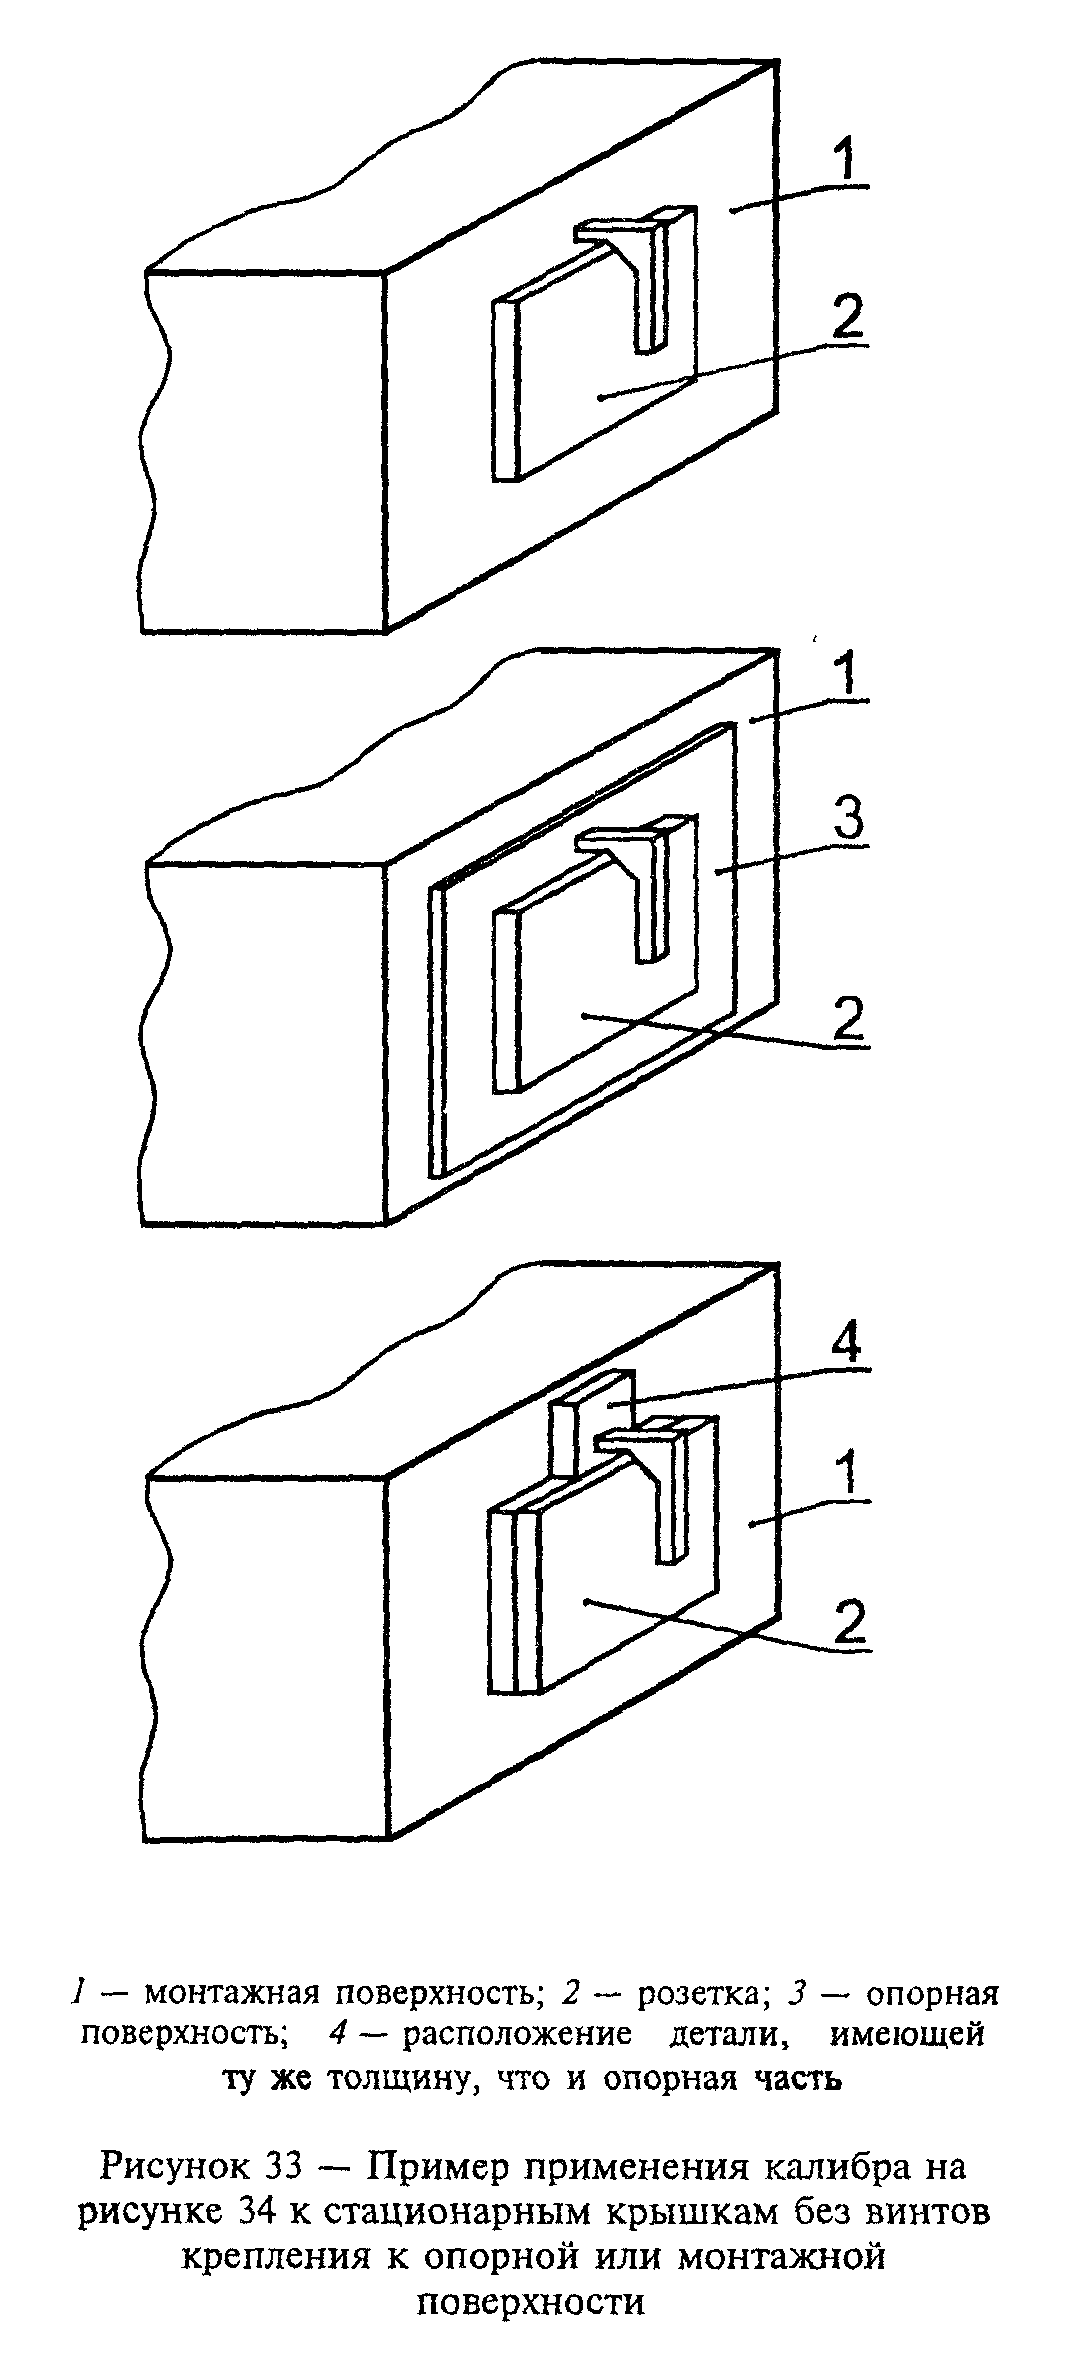 1
2
1
3
2
4
1
2
1 — монтажная поверхность; 2 — розетка; 3 — опорная
поверхность; 4 — расположение детали, имеющей
ту же толщину, что и опорная часть
Рисунок 33 — Пример применения калибра на
рисунке 34 к стационарным крышкам без винтов
крепления к опорной или монтажной
поверхности